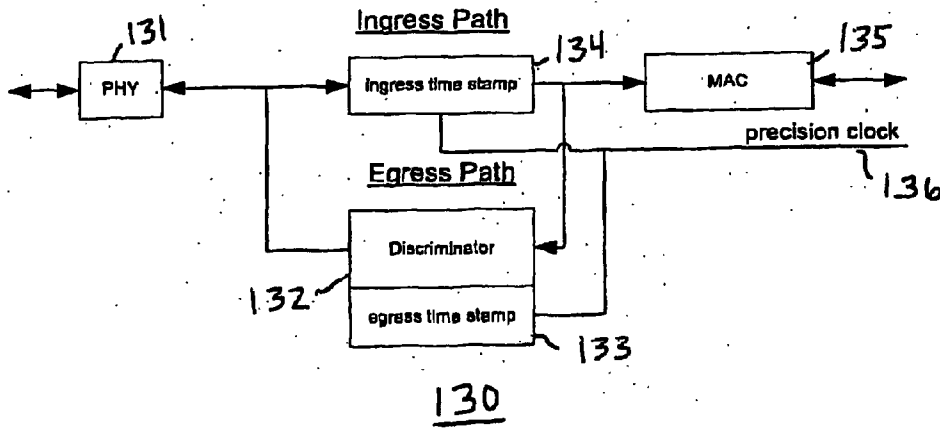 Ingress Path
131
134
135
PHY
ingress time stamp
MAC
precision clock
136
Egress Path
Discriminator
132
egress time stamp
133
130